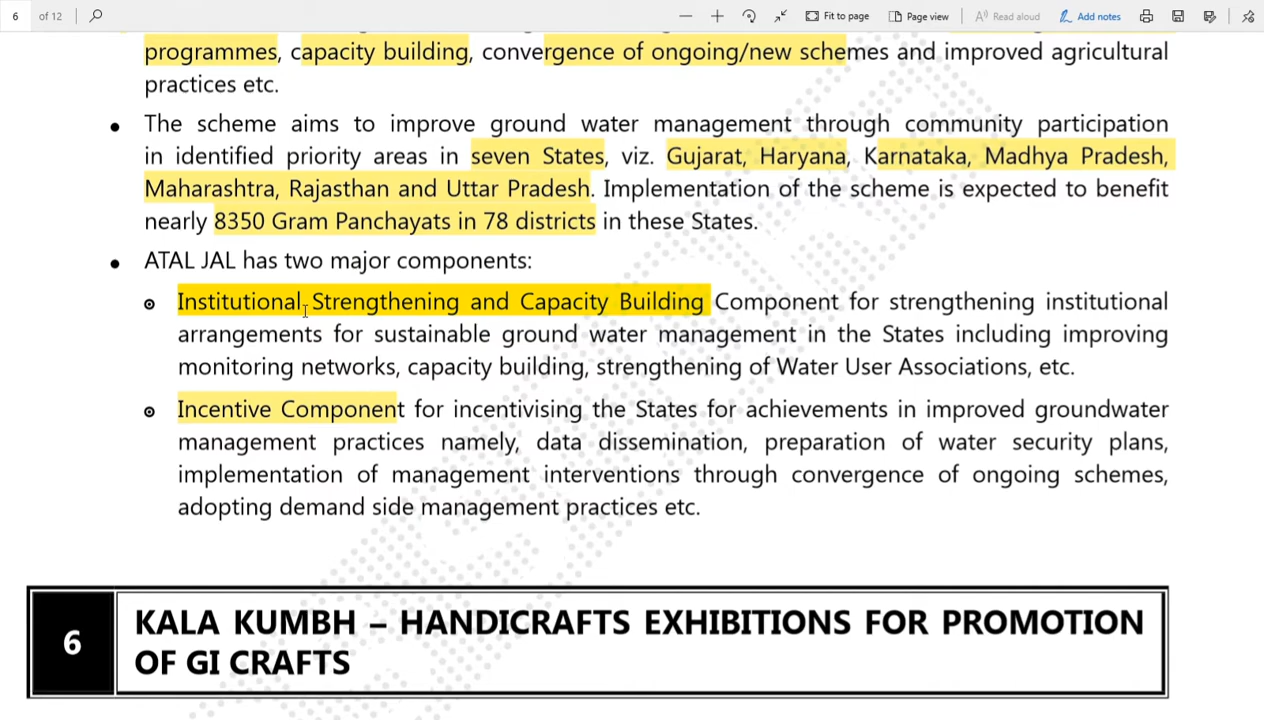 6 of 12 Fit to page Page view Read aloud Add notes
programmes, capacity building, convergence of ongoing/new schemes and improved agricultural
practices etc.
• The scheme aims to improve ground water management through community participation
in identified priority areas in seven States, viz. Gujarat, Haryana, Karnataka, Madhya Pradesh,
Maharashtra, Rajasthan and Uttar Pradesh. Implementation of the scheme is expected to benefit
nearly 8350 Gram Panchayats in 78 districts in these States.
• ATAL JAL has two major components:
Institutional Strengthening and Capacity Building Component for strengthening institutional
arrangements for sustainable ground water management in the States including improving
monitoring networks, capacity building, strengthening of Water User Associations, etc.
Incentive Component for incentivising the States for achievements in improved groundwater
management practices namely, data dissemination, preparation of water security plans,
implementation of management interventions through convergence of ongoing schemes,
adopting demand side management practices etc.
6 KALA KUMBH – HANDICRAFTS EXHIBITIONS FOR PROMOTION
OF GI CRAFTS